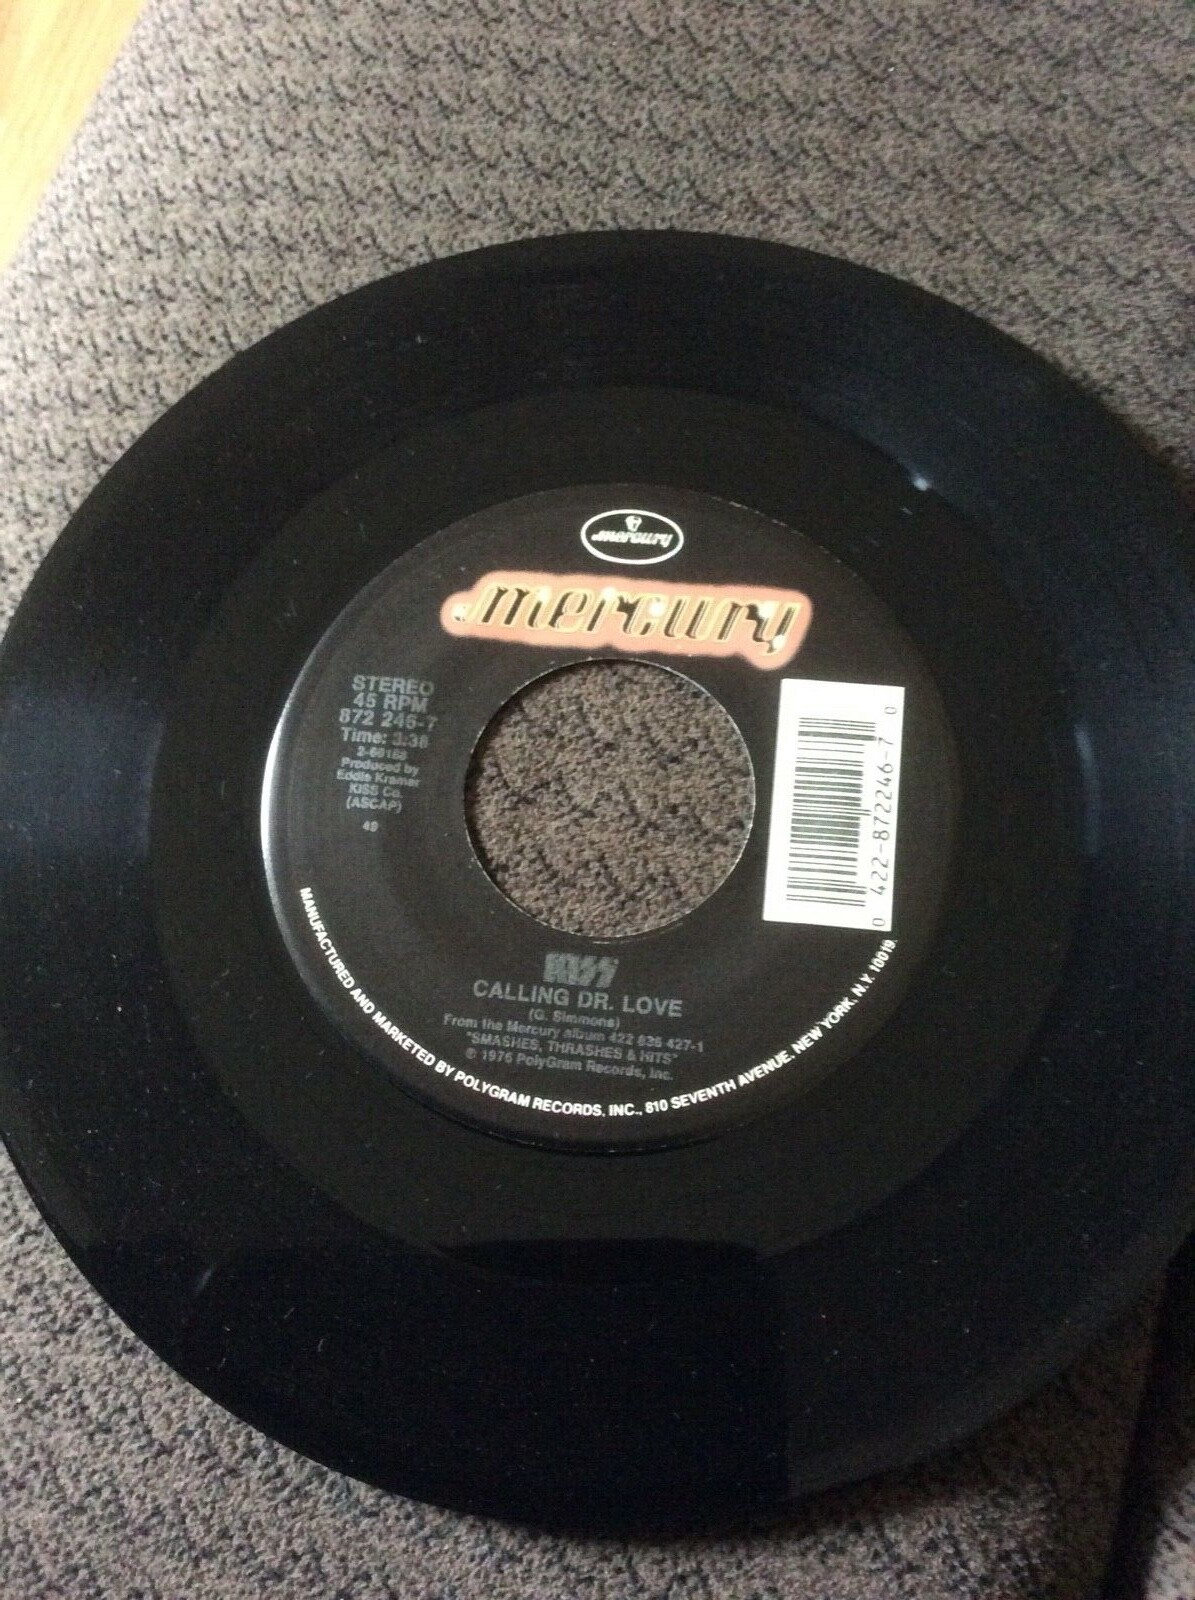 mercury
mercury
STEREO
45 RPM
872 246-7
Time: 3:38
2-60168
Produced by
Eddie Kramer
KISS Co.
(ASCAP)
49
0 422-872246-7 0
KISS
CALLING DR. LOVE
(G. Simmons)
From the Mercury album 422 836 427-1
"SMASHES, THRASHES & HITS"
℗ 1976 PolyGram Records, Inc.
MANUFACTURED AND MARKETED BY POLYGRAM RECORDS, INC., 810 SEVENTH AVENUE, NEW YORK, N.Y. 10019.